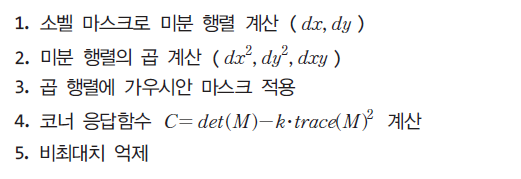 1. 소벨 마스크로 미분 행렬 계산 ( dx, dy )
2. 미분 행렬의 곱 계산 ( dx², dy², dxy )
3. 곱 행렬에 가우시안 마스크 적용
4. 코너 응답함수 C= det(M)−k·trace(M)² 계산
5. 비최대치 억제